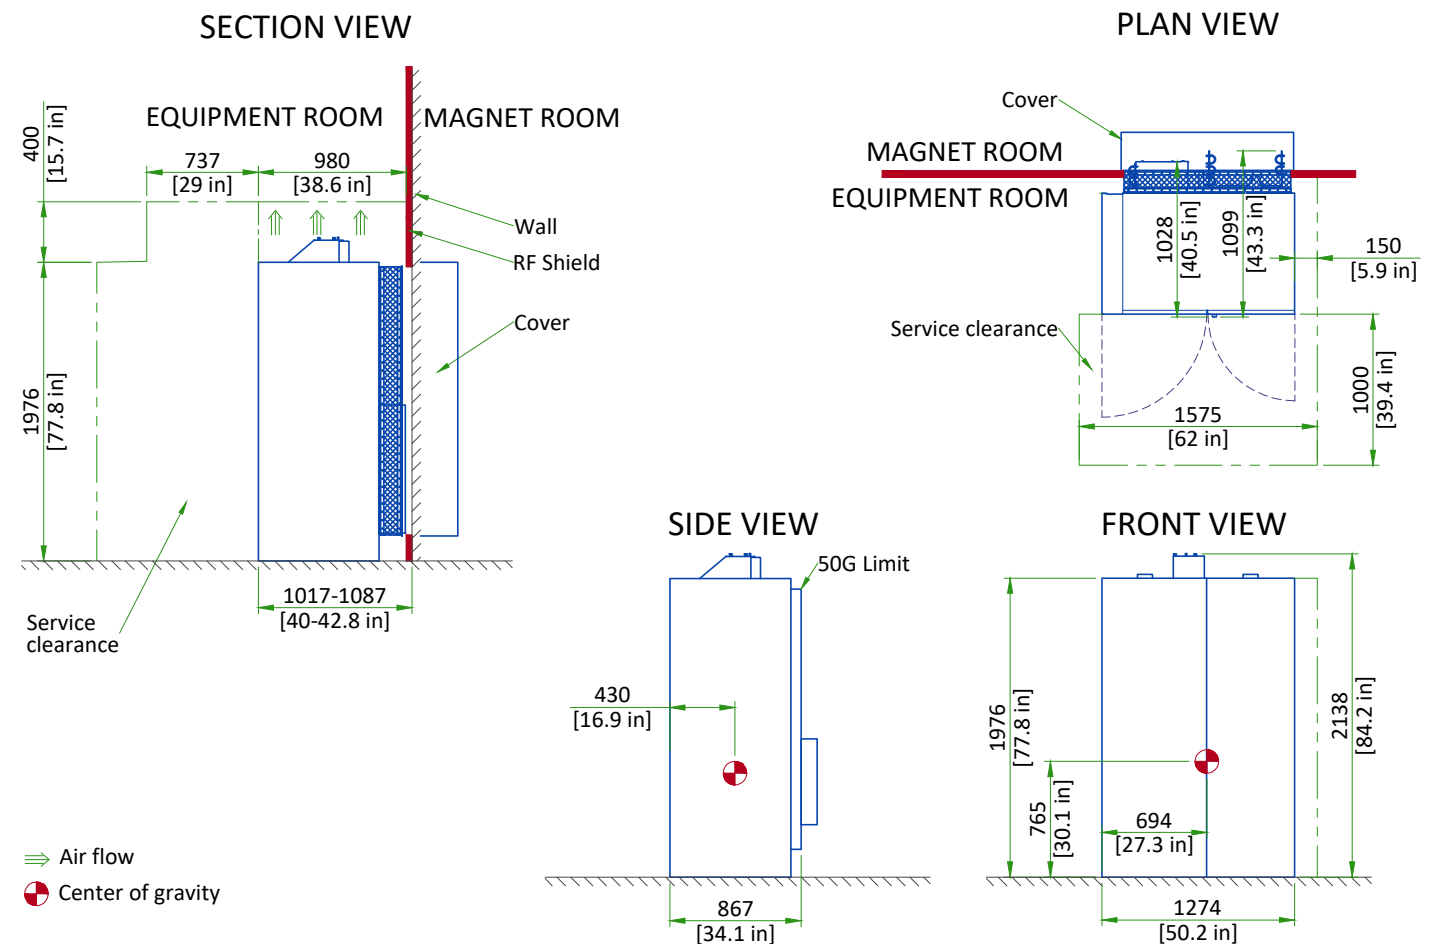 SECTION VIEW
EQUIPMENT ROOM
MAGNET ROOM
400
[15.7 in]
737
[29 in]
980
[38.6 in]
Wall
RF Shield
Cover
1976
[77.8 in]
1017-1087
[40-42.8 in]
Service
clearance
PLAN VIEW
Cover
MAGNET ROOM
EQUIPMENT ROOM
1028
[40.5 in]
1099
[43.3 in]
150
[5.9 in]
Service clearance
1000
[39.4 in]
1575
[62 in]
SIDE VIEW
50G Limit
430
[16.9 in]
867
[34.1 in]
FRONT VIEW
1976
[77.8 in]
2138
[84.2 in]
765
[30.1 in]
694
[27.3 in]
1274
[50.2 in]
Air flow
Center of gravity